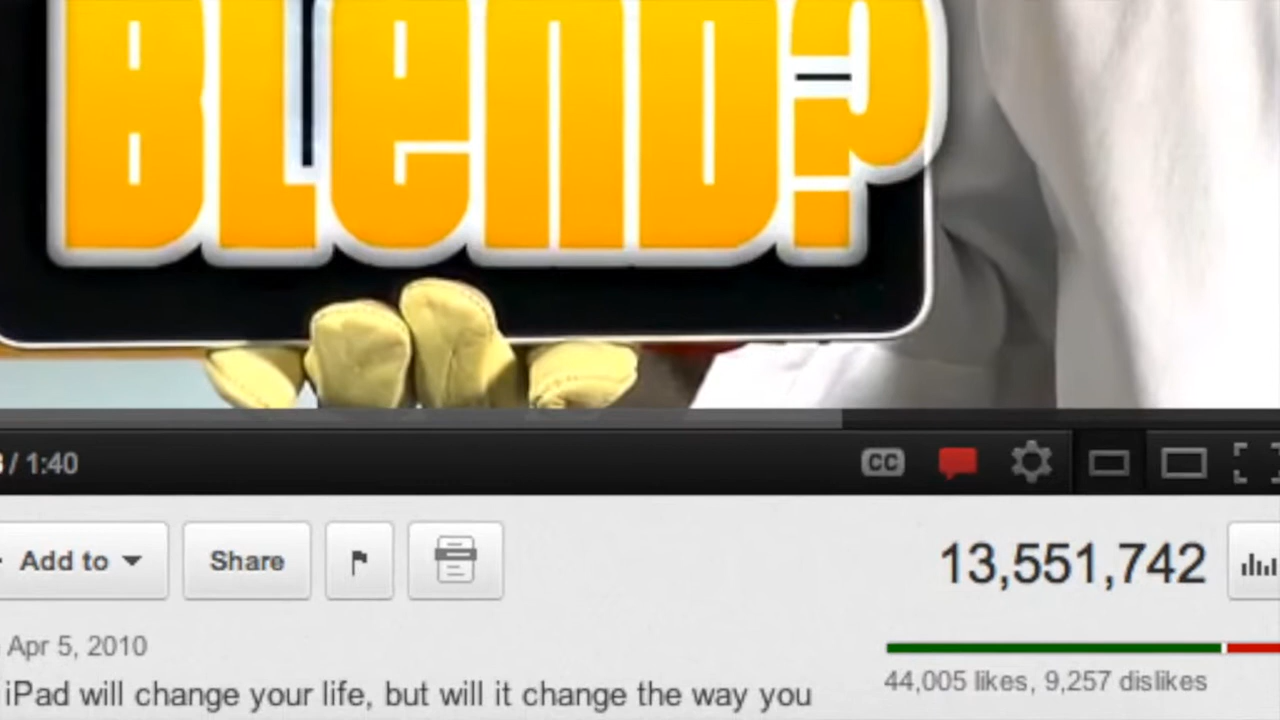 BLenD?
/ 1:40
CC
Add to
Share
13,551,742
Apr 5, 2010
44,005 likes, 9,257 dislikes
iPad will change your life, but will it change the way you